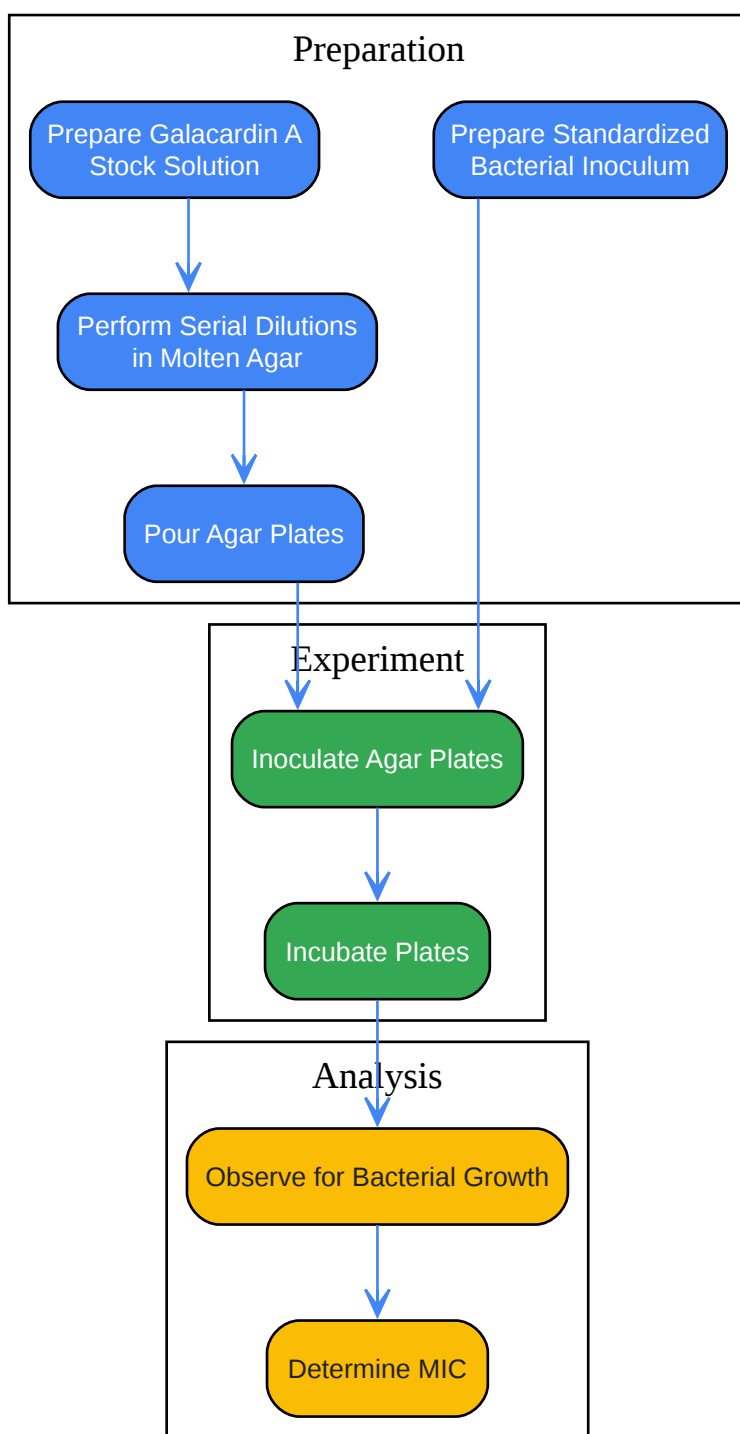 Preparation
Prepare Galacardin A
Stock Solution
Prepare Standardized
Bacterial Inoculum
Perform Serial Dilutions
in Molten Agar
Pour Agar Plates
Experiment
Inoculate Agar Plates
Incubate Plates
Analysis
Observe for Bacterial Growth
Determine MIC